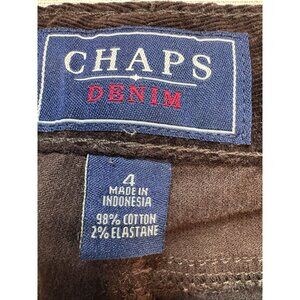 CHAPS
DENIM
4
MADE IN
INDONESIA
98% COTTON
2% ELASTANE